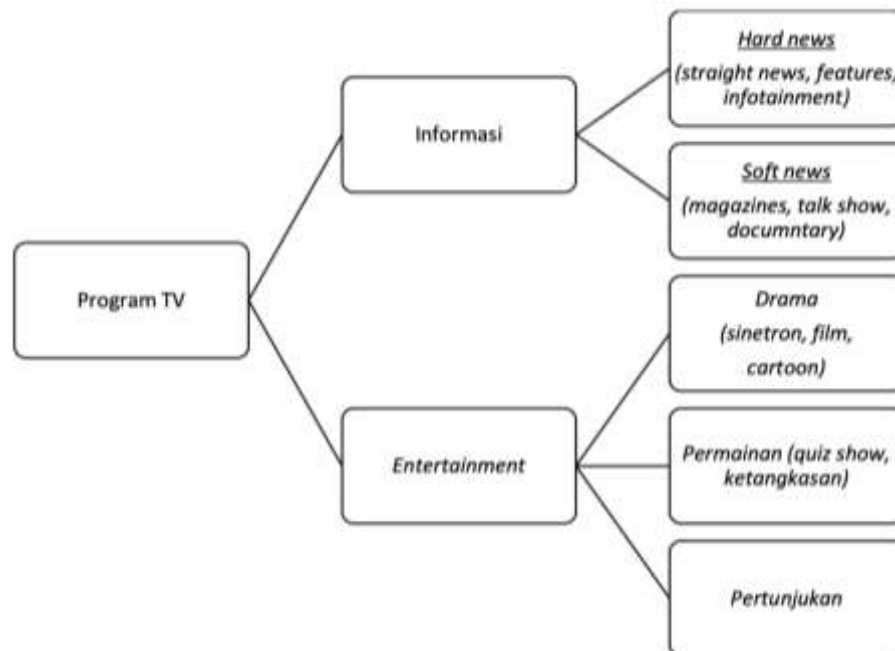 Program TV
Informasi
Hard news
(straight news, features,
infotainment)
Soft news
(magazines, talk show,
documntary)
Entertainment
Drama
(sinetron, film,
cartoon)
Permainan (quiz show,
ketangkasan)
Pertunjukan